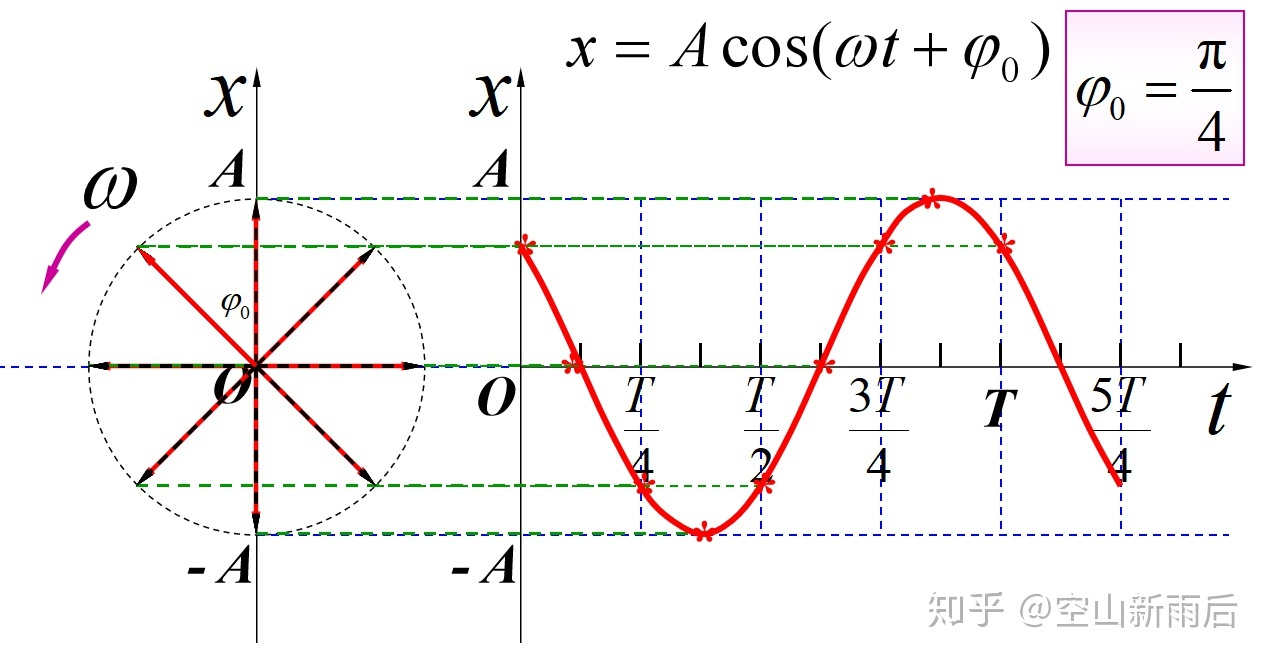 x = A cos(ωt + φ₀)
φ₀ = π/4
x
x
A
A
ω
φ₀
O
O
T/4
T/2
3T/4
T
5T/4
t
-A
-A
知乎 @空山新雨后